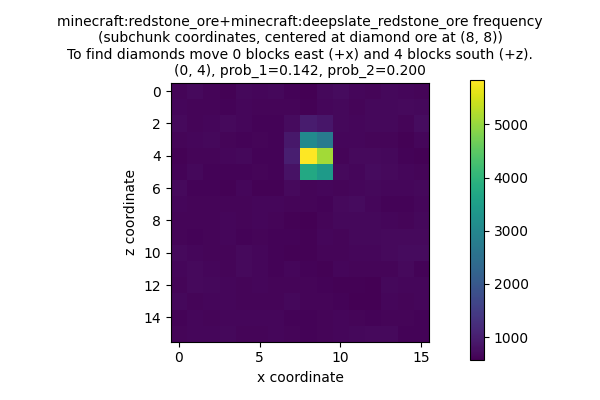 minecraft:redstone_ore+minecraft:deepslate_redstone_ore frequency
(subchunk coordinates, centered at diamond ore at (8, 8))
To find diamonds move 0 blocks east (+x) and 4 blocks south (+z).
(0, 4), prob_1=0.142, prob_2=0.200
0
2
4
6
8
10
12
14
z coordinate
0
5
10
15
x coordinate
5000
4000
3000
2000
1000